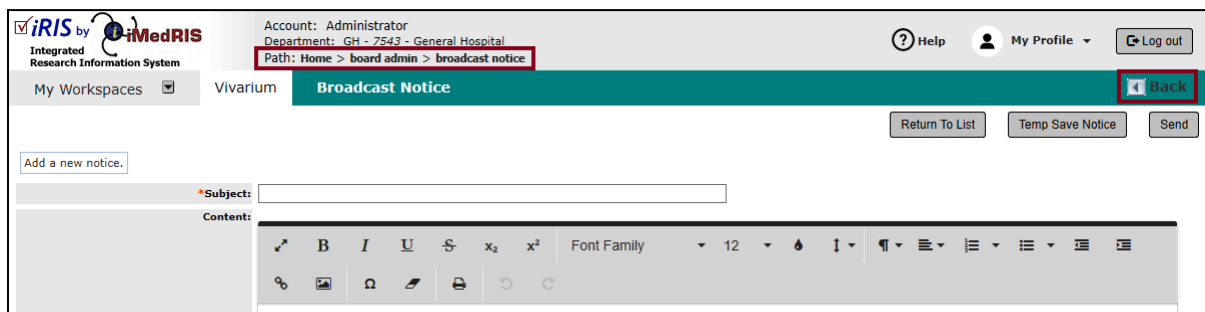 iRIS by iMedRIS
Integrated
Research Information System
Account: Administrator
Department: GH - 7543 - General Hospital
Path: Home > board admin > broadcast notice
Help
My Profile
Log out
My Workspaces
Vivarium
Broadcast Notice
Back
Return To List
Temp Save Notice
Send
Add a new notice.
*Subject:
Content:
B I U S x₂ x² Font Family 12 ¶
Ω